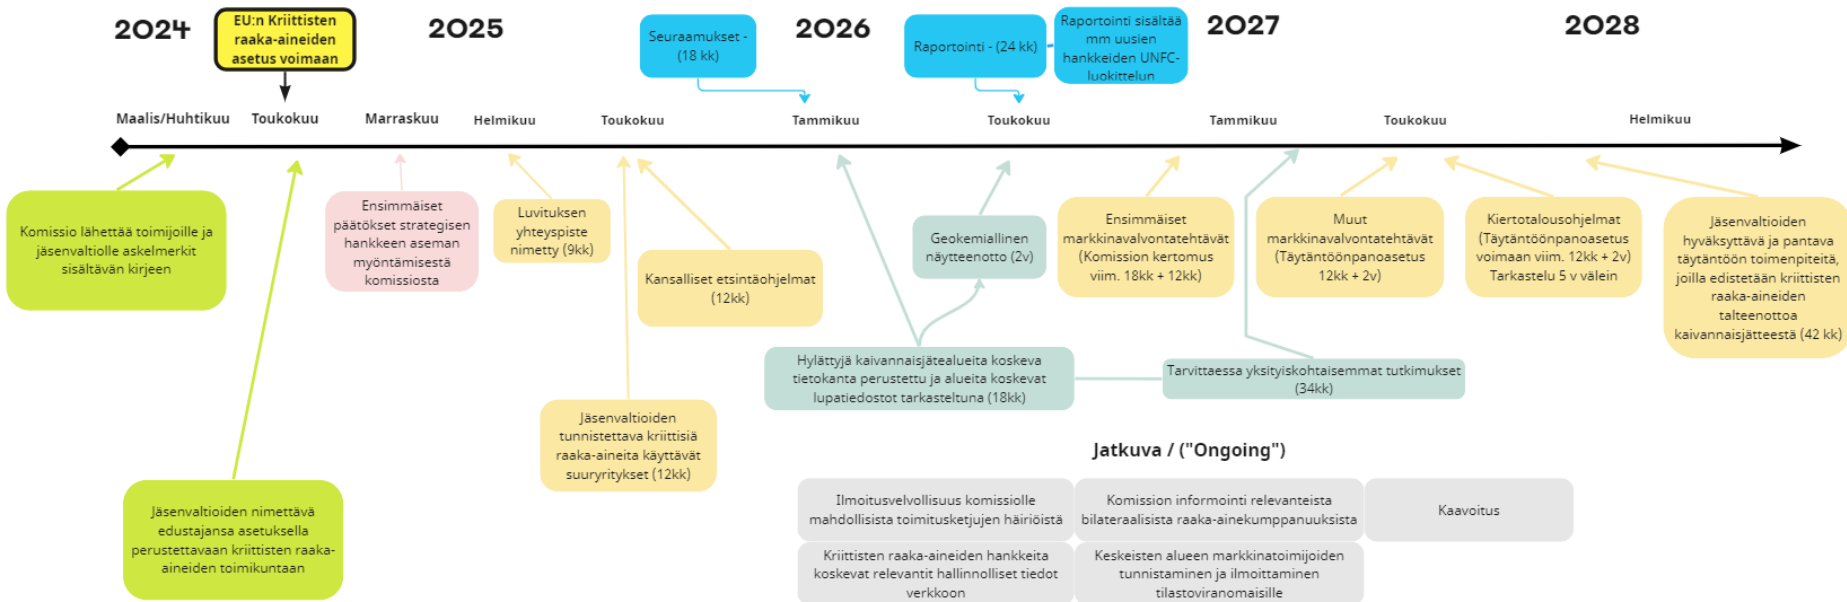 2024
EU:n Kriittisten
raaka-aineiden
asetus voimaan
2025
Seuraamukset -
(18 kk)
2026
Raportointi - (24 kk)
Raportointi sisältää
mm uusien
hankkeiden UNFC-
luokittelun
2027
2028
Maalis/Huhtikuu
Toukokuu
Marraskuu
Helmikuu
Toukokuu
Tammikuu
Toukokuu
Tammikuu
Toukokuu
Helmikuu
Komissio lähettää toimijoille ja
jäsenvaltiolle askelmerkit
sisältävän kirjeen
Ensimmäiset
päätökset strategisen
hankkeen aseman
myöntämisestä
komissiosta
Luvituksen
yhteyspiste
nimetty (9kk)
Kansalliset etsintäohjelmat
(12kk)
Geokemiallinen
näytteenotto (2v)
Ensimmäiset
markkinavalvontatehtävät
(Komission kertomus
viim. 18kk + 12kk)
Muut
markkinavalvontatehtävät
(Täytäntöönpanoasetus
12kk + 2v)
Kiertotalousohjelmat
(Täytäntöönpanoasetus
voimaan viim. 12kk + 2v)
Tarkastelu 5 v välein
Jäsenvaltioiden
hyväksyttävä ja pantava
täytäntöön toimenpiteitä,
joilla edistetään kriittisten
raaka-aineiden
talteenottoa
kaivannaisjätteestä (42 kk)
Hylättyjä kaivannaisjätealueita koskeva
tietokanta perustettu ja alueita koskevat
lupatiedostot tarkasteltuna (18kk)
Tarvittaessa yksityiskohtaisemmat tutkimukset
(34kk)
Jäsenvaltioiden
tunnistettava kriittisiä
raaka-aineita käyttävät
suuryritykset (12kk)
Jäsenvaltioiden nimettävä
edustajansa asetuksella
perustettavaan kriittisten raaka-
aineiden toimikuntaan
Jatkuva / ("Ongoing")
Ilmoitusvelvollisuus komissiolle
mahdollisista toimitusketjujen häiriöistä
Komission informointi relevanteista
bilateraalisista raaka-ainekumppanuuksista
Kaavoitus
Kriittisten raaka-aineiden hankkeita
koskevat relevantit hallinnolliset tiedot
verkkoon
Keskeisten alueen markkinatoimijoiden
tunnistaminen ja ilmoittaminen
tilastoviranomaisille